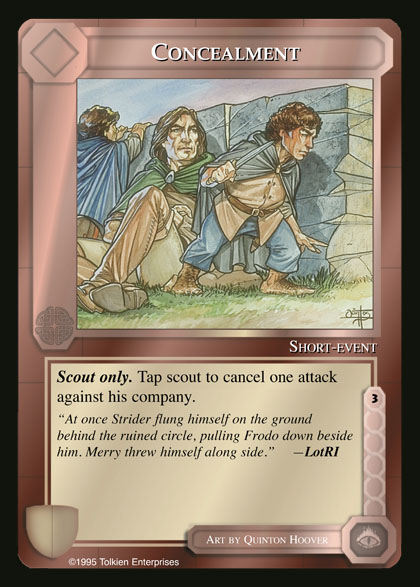 CONCEALMENT
SHORT-EVENT
Scout only. Tap scout to cancel one attack
against his company.
3
“At once Strider flung himself on the ground
behind the ruined circle, pulling Frodo down beside
him. Merry threw himself along side.” —LotRI
ART BY QUINTON HOOVER
©1995 Tolkien Enterprises